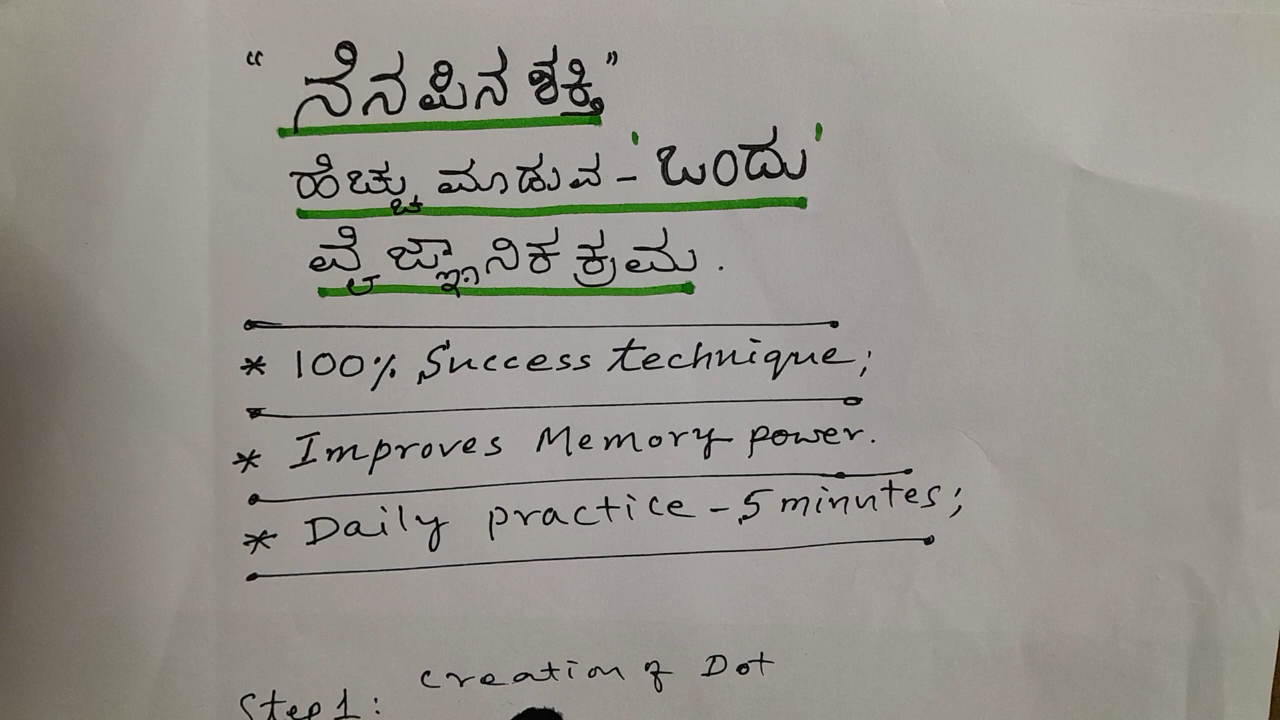 “ ನೆನಪಿನ ಶಕ್ತಿ ”
ಹೆಚ್ಚು ಮಾಡುವ - 'ಒಂದು'
ವೈಜ್ಞಾನಿಕ ಕ್ರಮ .
* 100% Success technique;
* Improves Memory power.
* Daily practice - 5 minutes;
Step 1: Creation of Dot